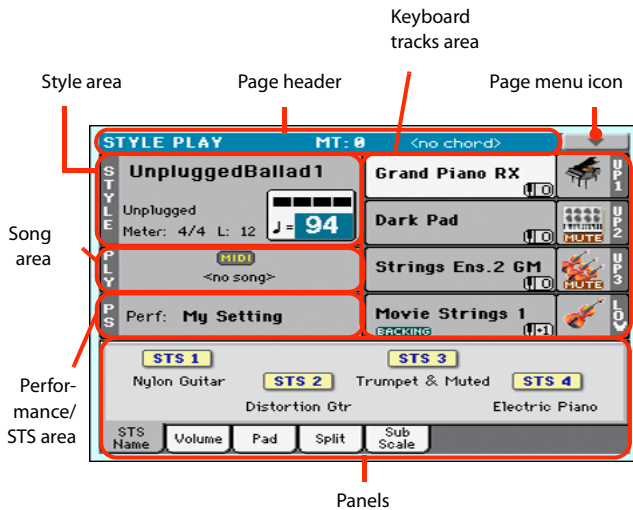 Keyboard
tracks area
Style area
Page header
Page menu icon
STYLE PLAY MT: 0 <no chord>
STYLE
UnpluggedBallad1
Unplugged
Meter: 4/4 L: 12
♩= 94
Grand Piano RX
0
UP1
Dark Pad
0
MUTE
UP2
Song
area
PLY
MIDI
<no song>
Strings Ens.2 GM
0
MUTE
UP3
PS
Perf: My Setting
Movie Strings 1
BACKING
+1
LOW
Perfor-
mance/
STS area
STS 1
Nylon Guitar
STS 2
Distortion Gtr
STS 3
Trumpet & Muted
STS 4
Electric Piano
STS
Name
Volume
Pad
Split
Sub
Scale
Panels